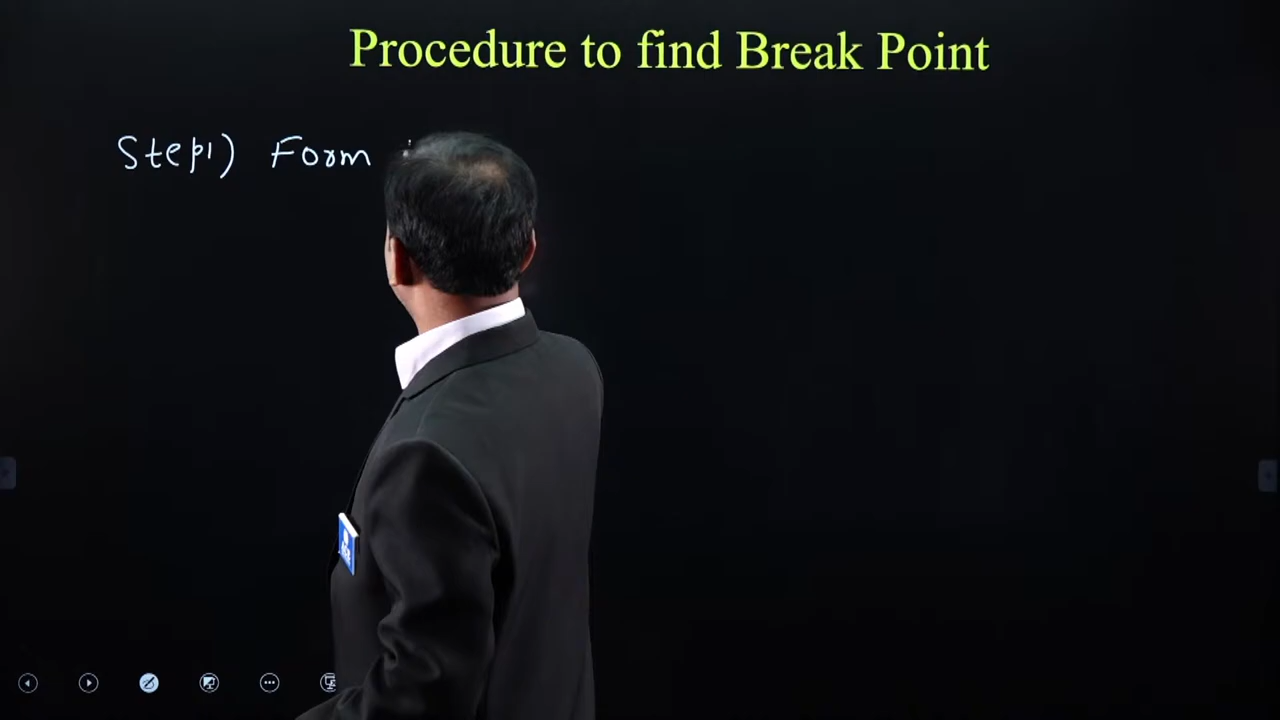 Procedure to find Break Point
Step1) Form